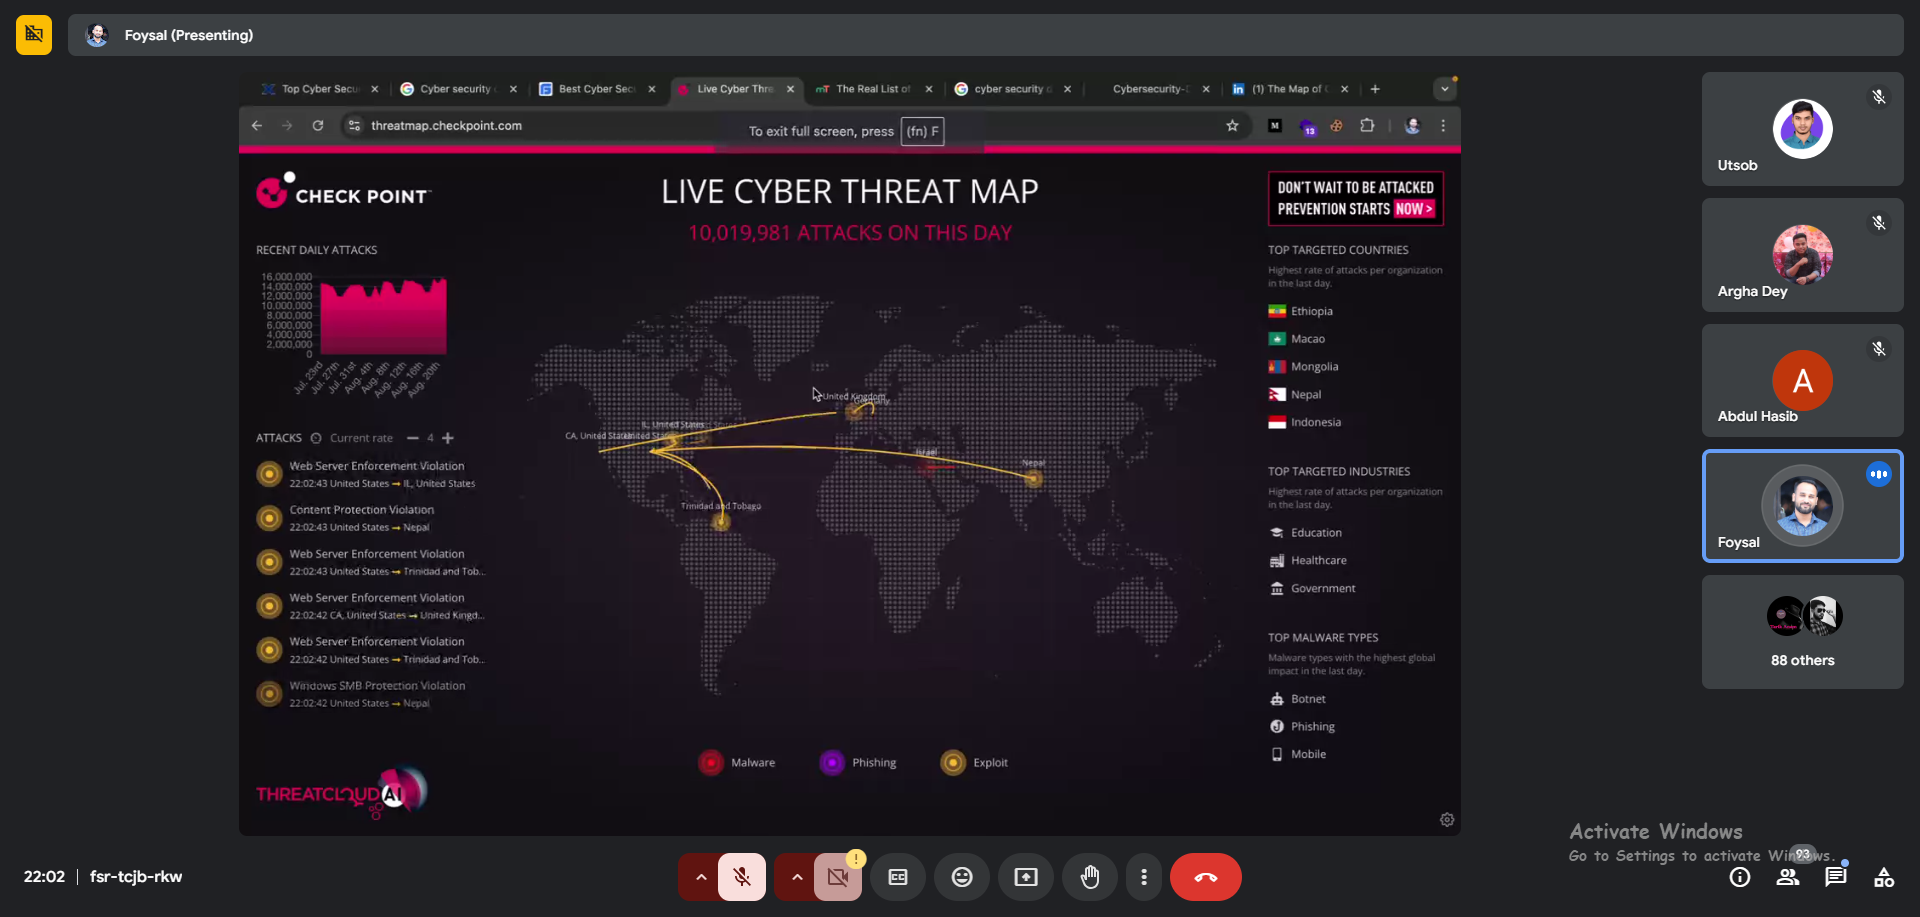 Foysal (Presenting)
Top Cyber Secu
Cyber security
Best Cyber Sec
Live Cyber Thre
The Real List of
cyber security
Cybersecurity-
(1) The Map of
threatmap.checkpoint.com
To exit full screen, press (fn) F
13
CHECK POINT
LIVE CYBER THREAT MAP
10,019,981 ATTACKS ON THIS DAY
DON'T WAIT TO BE ATTACKED
PREVENTION STARTS NOW >
RECENT DAILY ATTACKS
16,000,000
14,000,000
12,000,000
10,000,000
8,000,000
6,000,000
4,000,000
2,000,000
0
Jul. 23rd
Jul. 27th
Jul. 31st
Aug. 4th
Aug. 8th
Aug. 12th
Aug. 16th
Aug. 20th
ATTACKS Current rate − 4 +
Web Server Enforcement Violation
22:02:43 United States → IL, United States
Content Protection Violation
22:02:43 United States → Nepal
Web Server Enforcement Violation
22:02:43 United States → Trinidad and Tob...
Web Server Enforcement Violation
22:02:42 CA, United States → United Kingd...
Web Server Enforcement Violation
22:02:42 United States → Trinidad and Tob...
Windows SMB Protection Violation
22:02:42 United States → Nepal
THREATCLOUD AI
United Kingdom
Germany
IL, United States
CA, United States
Israel
Nepal
Trinidad and Tobago
Malware
Phishing
Exploit
TOP TARGETED COUNTRIES
Highest rate of attacks per organization
in the last day.
Ethiopia
Macao
Mongolia
Nepal
Indonesia
TOP TARGETED INDUSTRIES
Highest rate of attacks per organization
in the last day.
Education
Healthcare
Government
TOP MALWARE TYPES
Malware types with the highest global
impact in the last day.
Botnet
Phishing
Mobile
Utsob
Argha Dey
A
Abdul Hasib
Foysal
88 others
Activate Windows
Go to Settings to activate Windows.
93
22:02 | fsr-tcjb-rkw